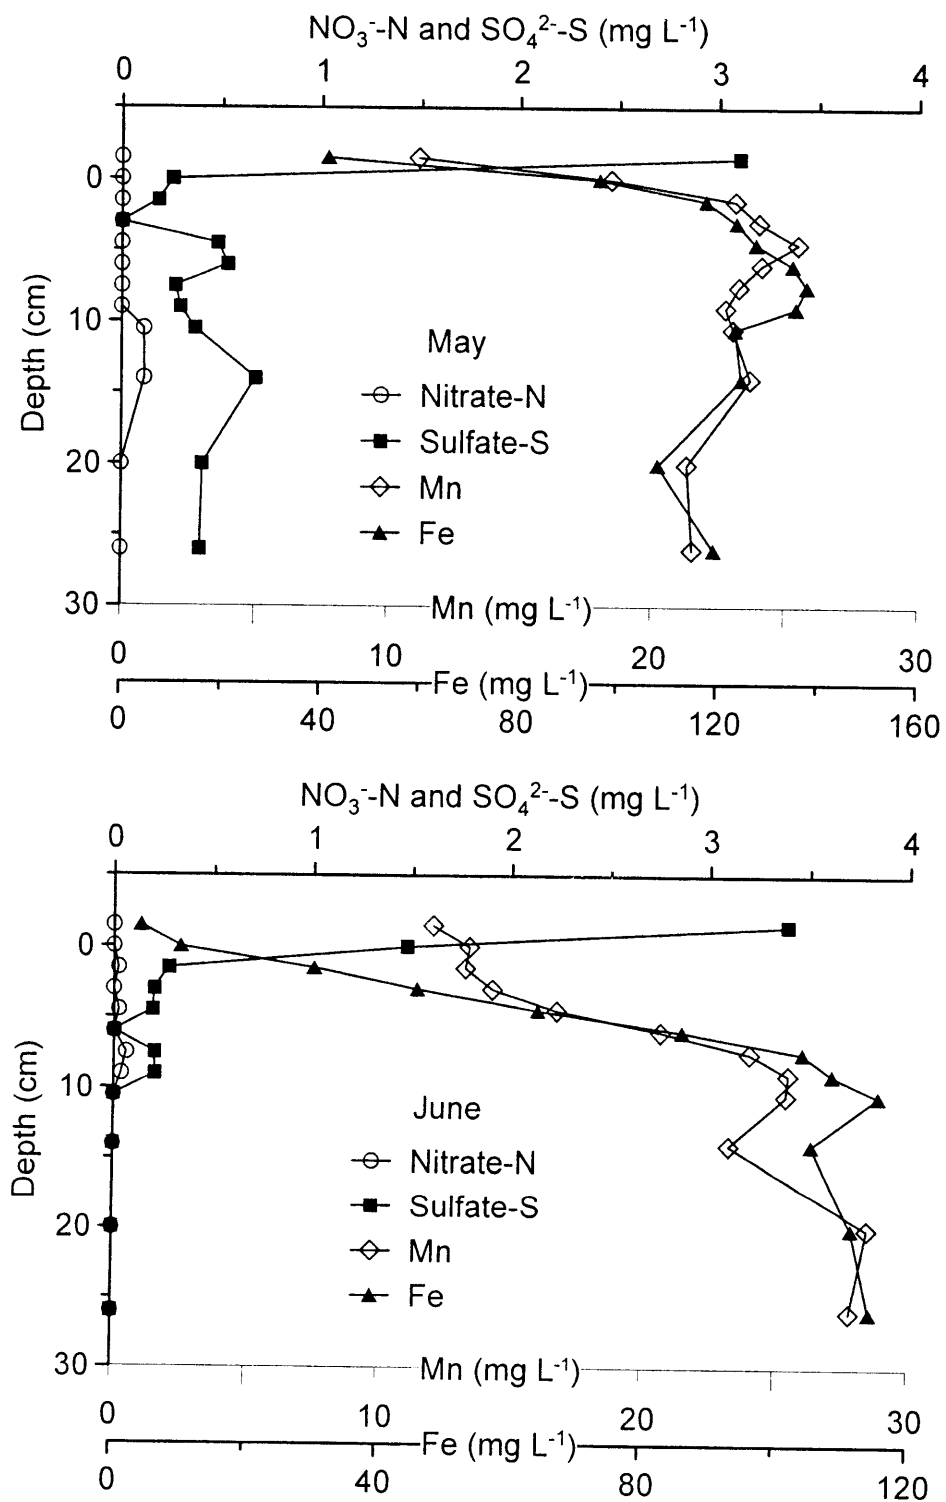 NO₃⁻-N and SO₄²⁻-S (mg L⁻¹)
0 1 2 3 4
Depth (cm)
0
10
20
30
May
Nitrate-N
Sulfate-S
Mn
Fe
Mn (mg L⁻¹)
0 10 20 30
Fe (mg L⁻¹)
0 40 80 120 160
NO₃⁻-N and SO₄²⁻-S (mg L⁻¹)
0 1 2 3 4
Depth (cm)
0
10
20
30
June
Nitrate-N
Sulfate-S
Mn
Fe
Mn (mg L⁻¹)
0 10 20 30
Fe (mg L⁻¹)
0 40 80 120